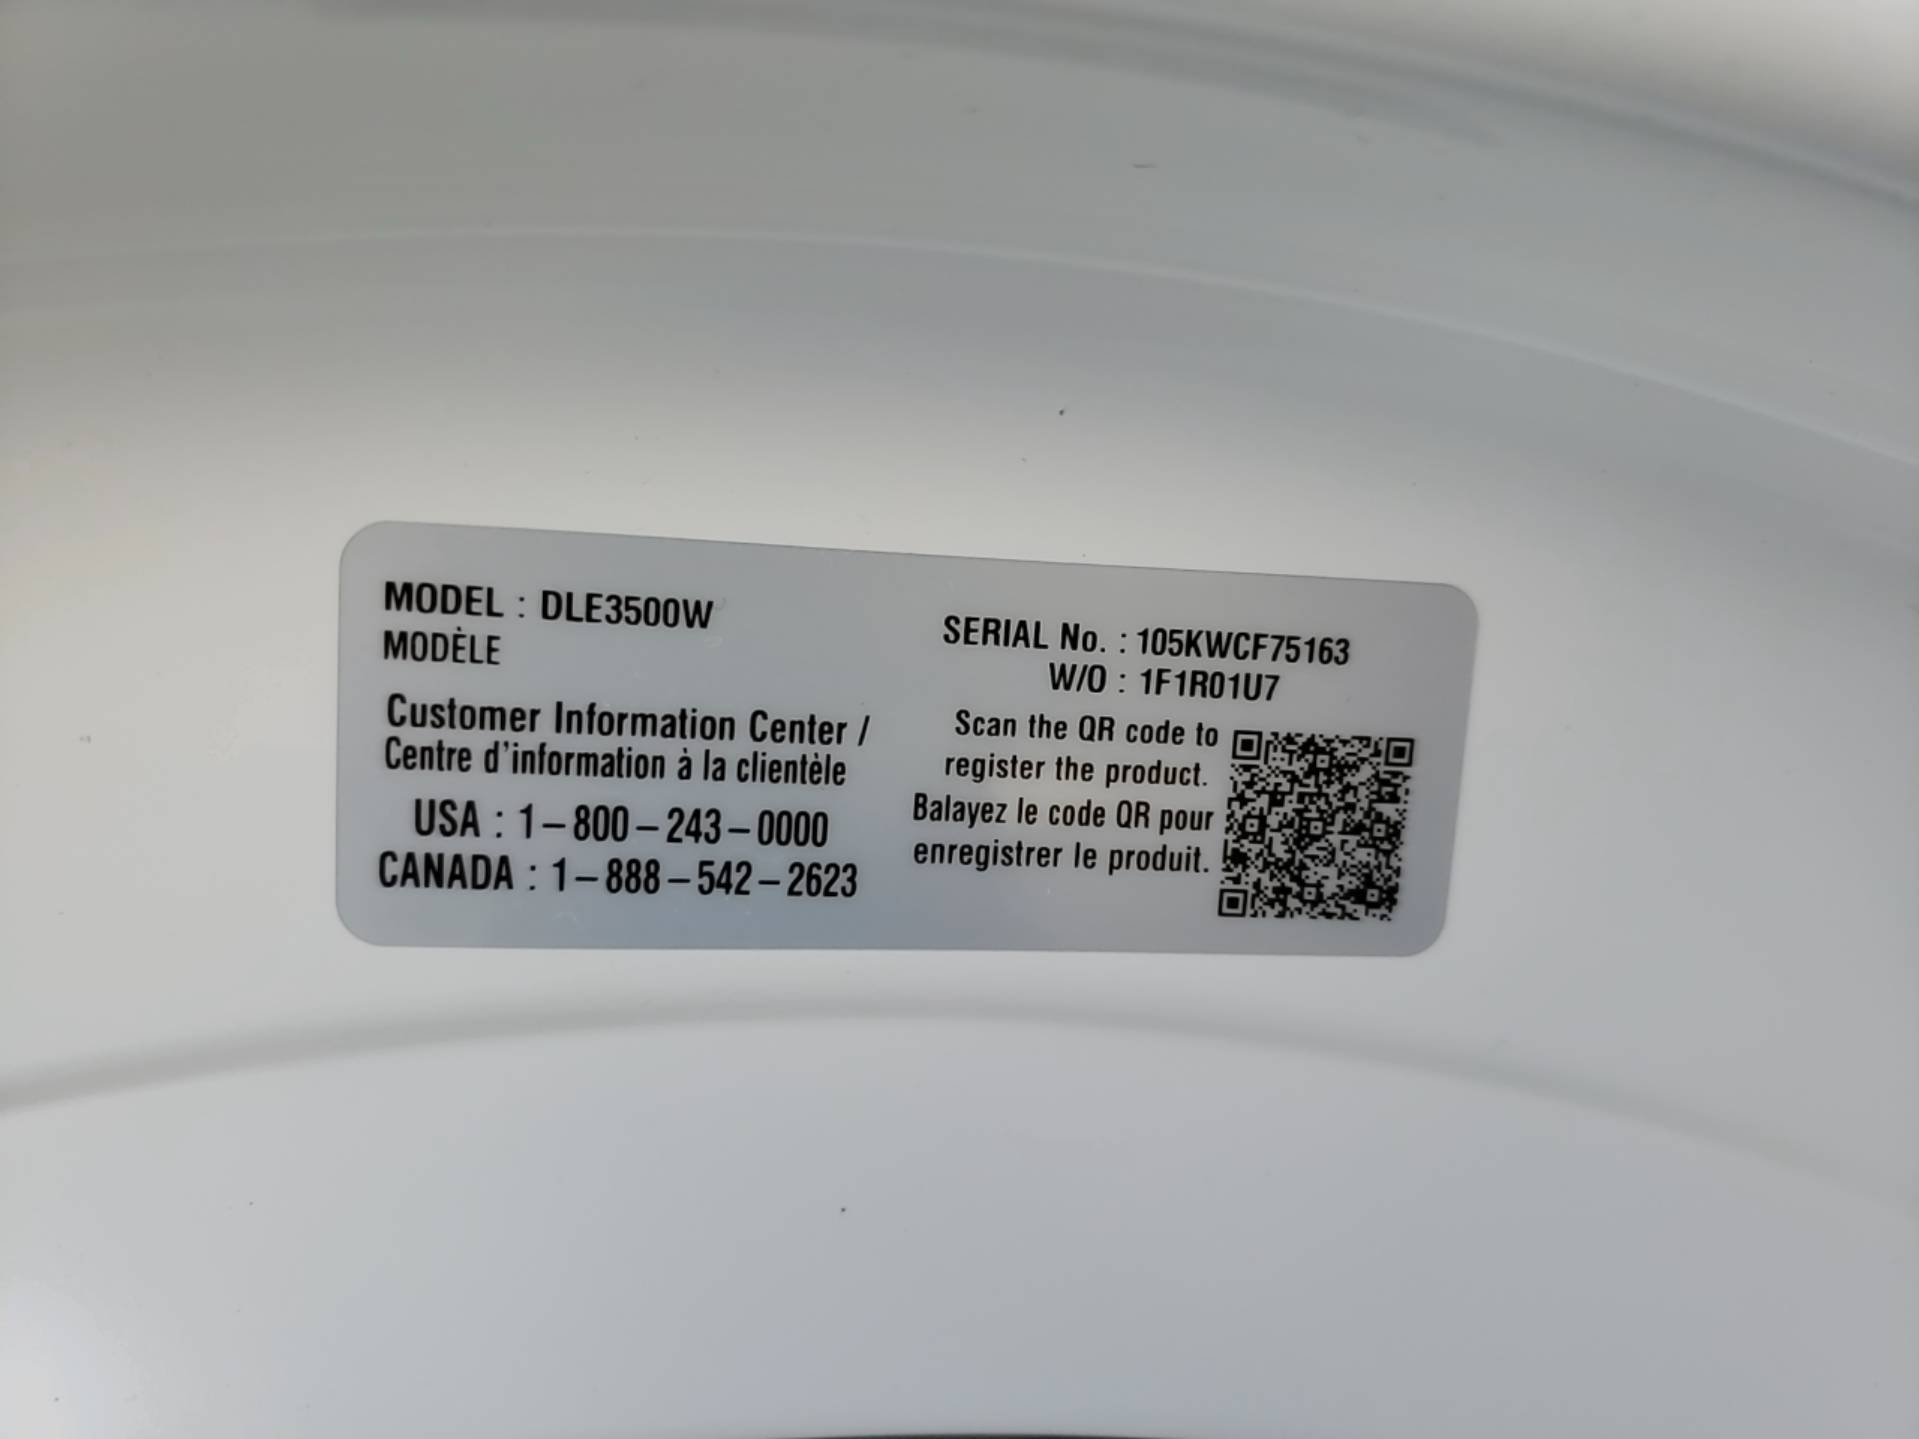 MODEL : DLE3500W
MODÈLE
Customer Information Center /
Centre d'information à la clientèle
USA : 1-800-243-0000
CANADA : 1-888-542-2623
SERIAL No. : 105KWCF75163
W/O : 1F1R01U7
Scan the QR code to
register the product.
Balayez le code QR pour
enregistrer le produit.